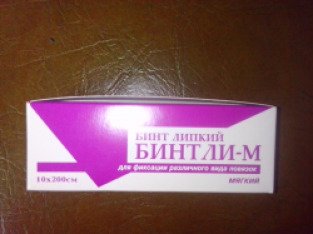 БИНТ ЛИПКИЙ
БИНТЛИ-М
для фиксации различного вида повязок
МЯГКИЙ
10х200см